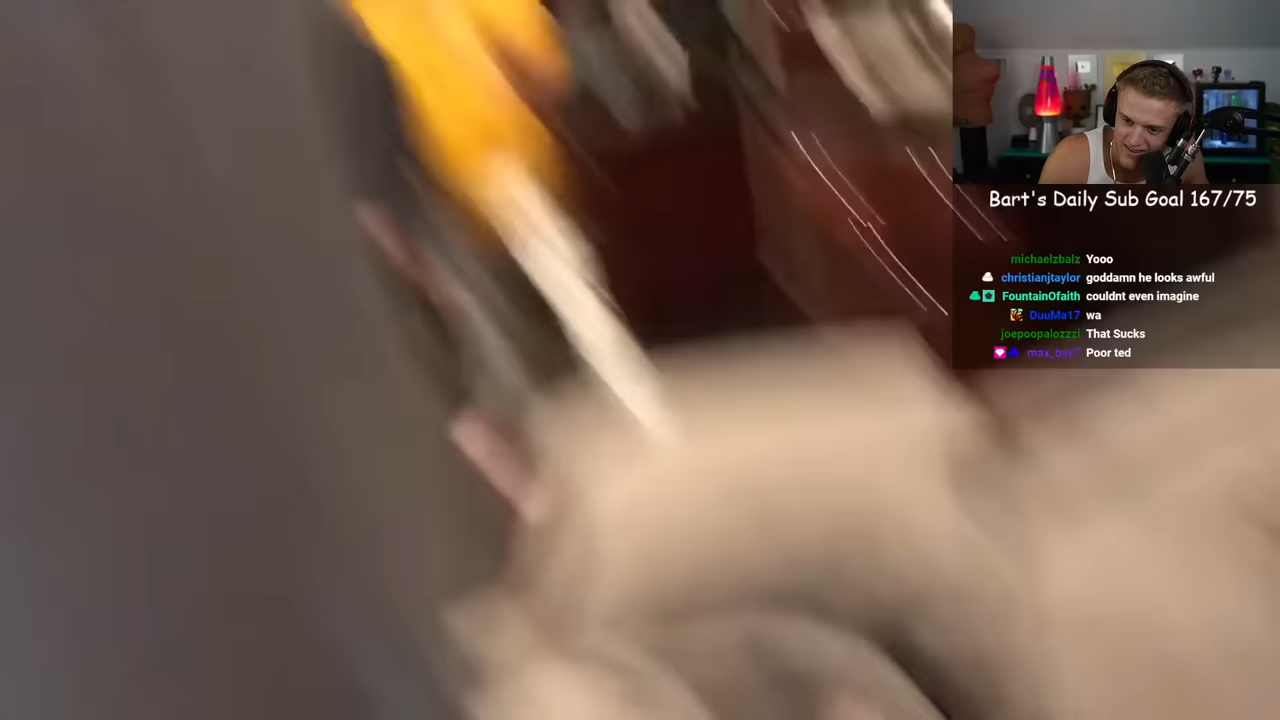 Bart's Daily Sub Goal 167/75
michaelzbalz Yooo
christianjtaylor goddamn he looks awful
FountainOfaith couldnt even imagine
DuuMa17 wa
joepoopalozzzi That Sucks
Poor ted